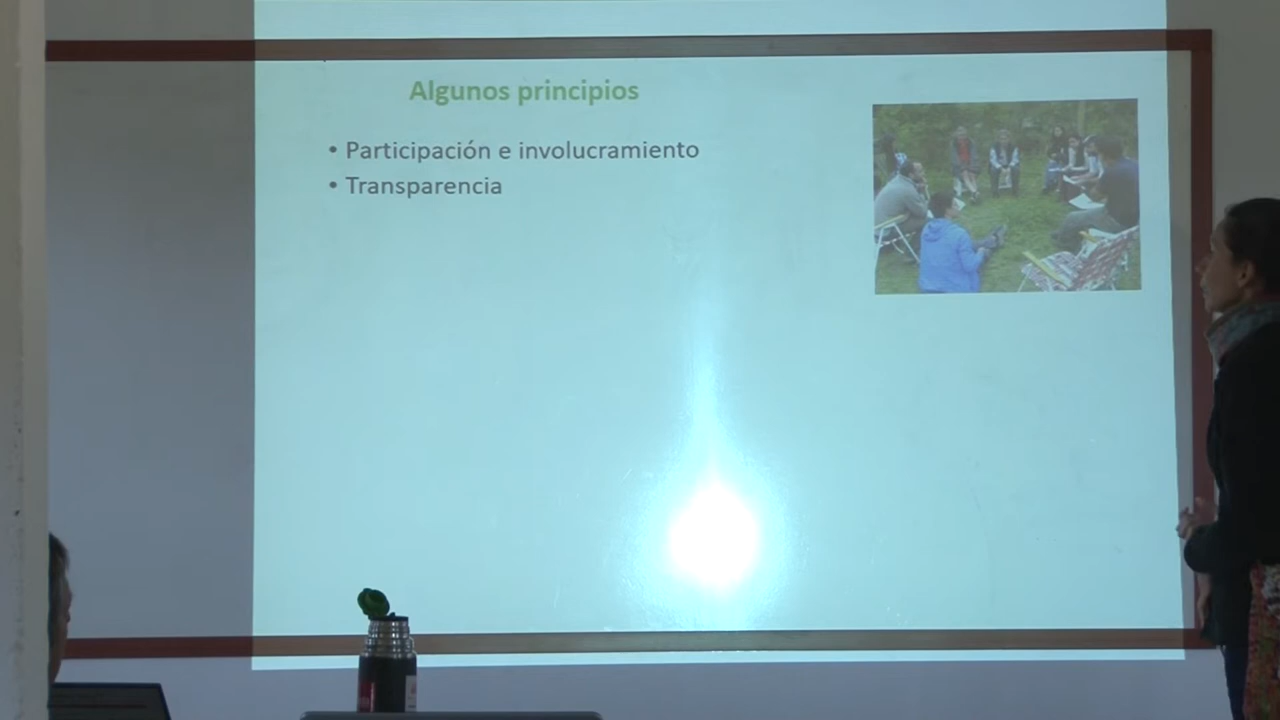 Algunos principios
• Participación e involucramiento
• Transparencia